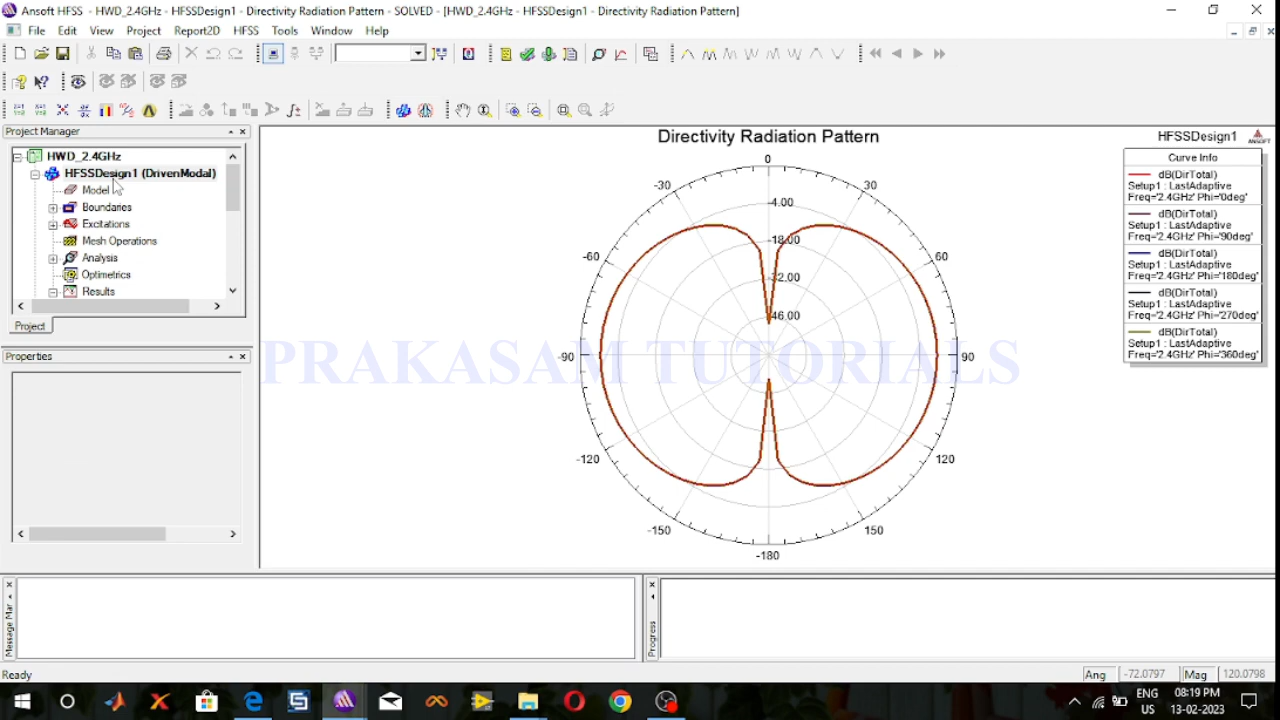 Ansoft HFSS - HWD_2.4GHz - HFSSDesign1 - Directivity Radiation Pattern - SOLVED - [HWD_2.4GHz - HFSSDesign1 - Directivity Radiation Pattern]
File Edit View Project Report2D HFSS Tools Window Help
Project Manager
HWD_2.4GHz
HFSSDesign1 (DrivenModal)
Model
Boundaries
Excitations
Mesh Operations
Analysis
Optimetrics
Results
Project
Properties
Directivity Radiation Pattern
0
-30
30
-4.00
-18.00
-60
60
-32.00
-46.00
-90
90
-120
120
-150
150
-180
HFSSDesign1
ANSOFT
Curve Info
dB(DirTotal)
Setup1 : LastAdaptive
Freq='2.4GHz' Phi='0deg'
dB(DirTotal)
Setup1 : LastAdaptive
Freq='2.4GHz' Phi='90deg'
dB(DirTotal)
Setup1 : LastAdaptive
Freq='2.4GHz' Phi='180deg'
dB(DirTotal)
Setup1 : LastAdaptive
Freq='2.4GHz' Phi='270deg'
dB(DirTotal)
Setup1 : LastAdaptive
Freq='2.4GHz' Phi='360deg'
PRAKASAM TUTORIALS
Message Mar
Progress
Ready
Ang -72.0797 Mag 120.0798
ENG
US
08:19 PM
13-02-2023